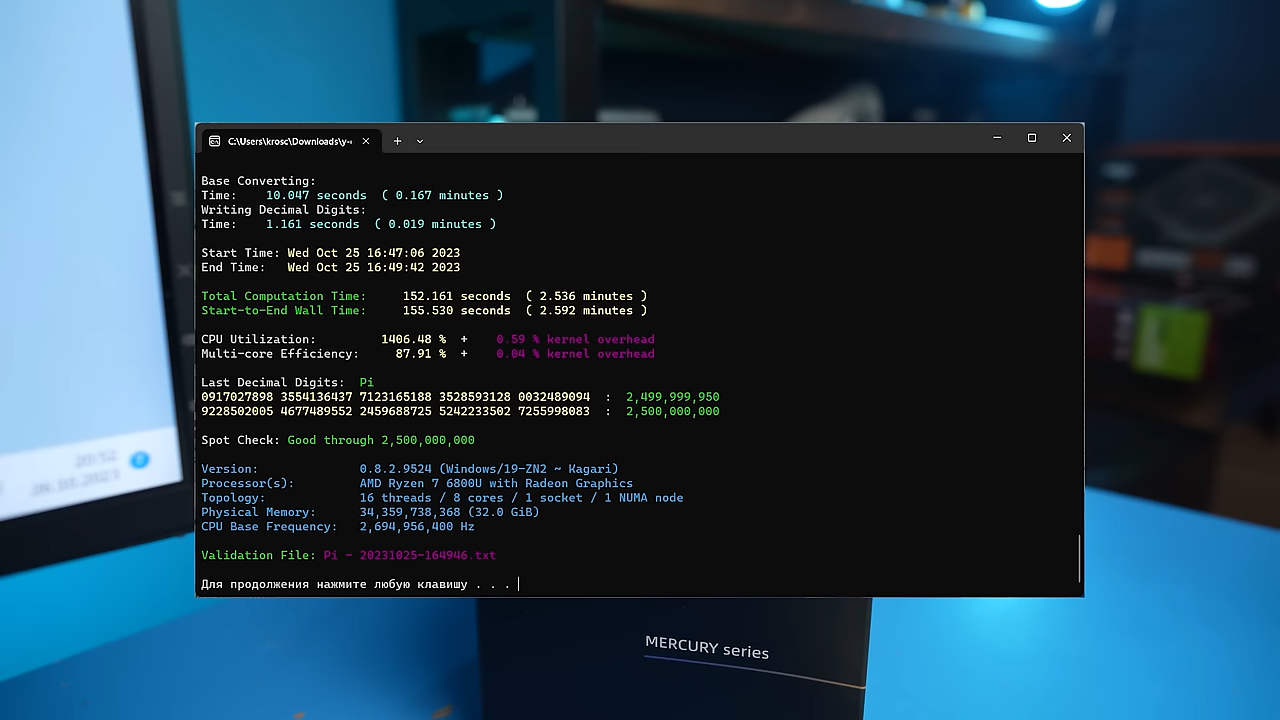 C:\Users\krosc\Downloads\y-
Base Converting:
Time: 10.047 seconds ( 0.167 minutes )
Writing Decimal Digits:
Time: 1.161 seconds ( 0.019 minutes )
Start Time: Wed Oct 25 16:47:06 2023
End Time: Wed Oct 25 16:49:42 2023
Total Computation Time: 152.161 seconds ( 2.536 minutes )
Start-to-End Wall Time: 155.530 seconds ( 2.592 minutes )
CPU Utilization: 1406.48 % + 0.59 % kernel overhead
Multi-core Efficiency: 87.91 % + 0.04 % kernel overhead
Last Decimal Digits: Pi
0917027898 3554136437 7123165188 3528593128 0032489094 : 2,499,999,950
9228502005 4677489552 2459688725 5242233502 7255998083 : 2,500,000,000
Spot Check: Good through 2,500,000,000
Version: 0.8.2.9524 (Windows/19-ZN2 ~ Kagari)
Processor(s): AMD Ryzen 7 6800U with Radeon Graphics
Topology: 16 threads / 8 cores / 1 socket / 1 NUMA node
Physical Memory: 34,359,738,368 (32.0 GiB)
CPU Base Frequency: 2,694,956,400 Hz
Validation File: Pi - 20231025-164946.txt
Для продолжения нажмите любую клавишу . . .
20:52
26.10.2023
MERCURY series